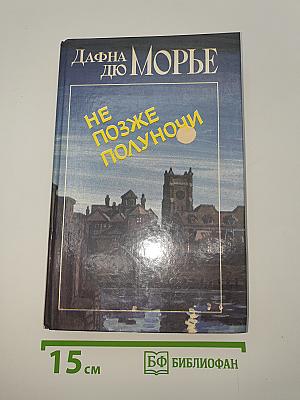 ДАФНА
ДЮ МОРЬЕ
НЕ
ПОЗЖЕ
ПОЛУНОЧИ
15 см
БФ БИБЛИОФАН